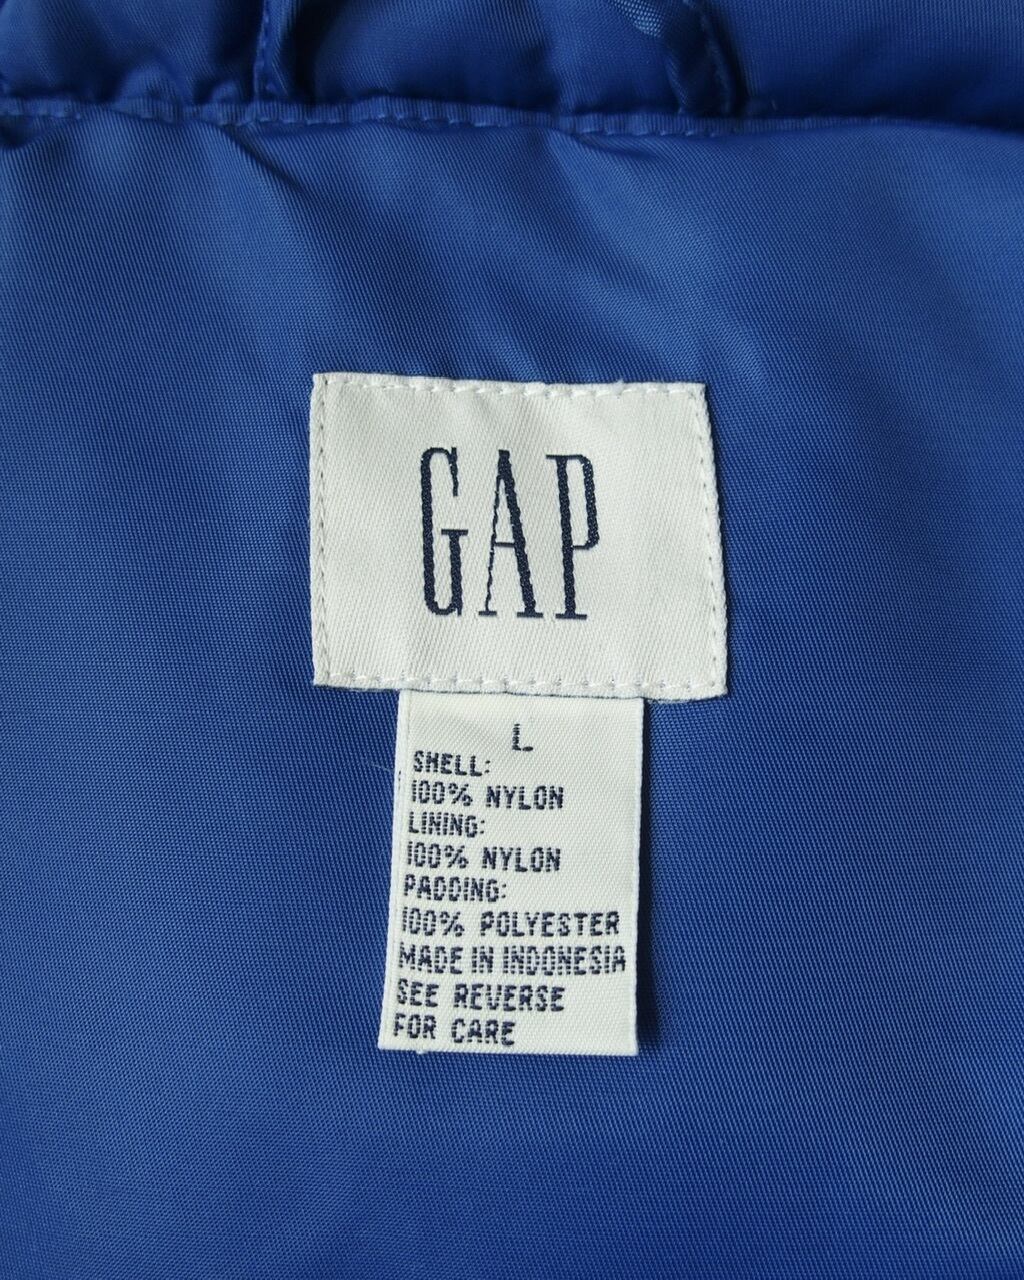 GAP
L
SHELL:
100% NYLON
LINING:
100% NYLON
PADDING:
100% POLYESTER
MADE IN INDONESIA
SEE REVERSE
FOR CARE